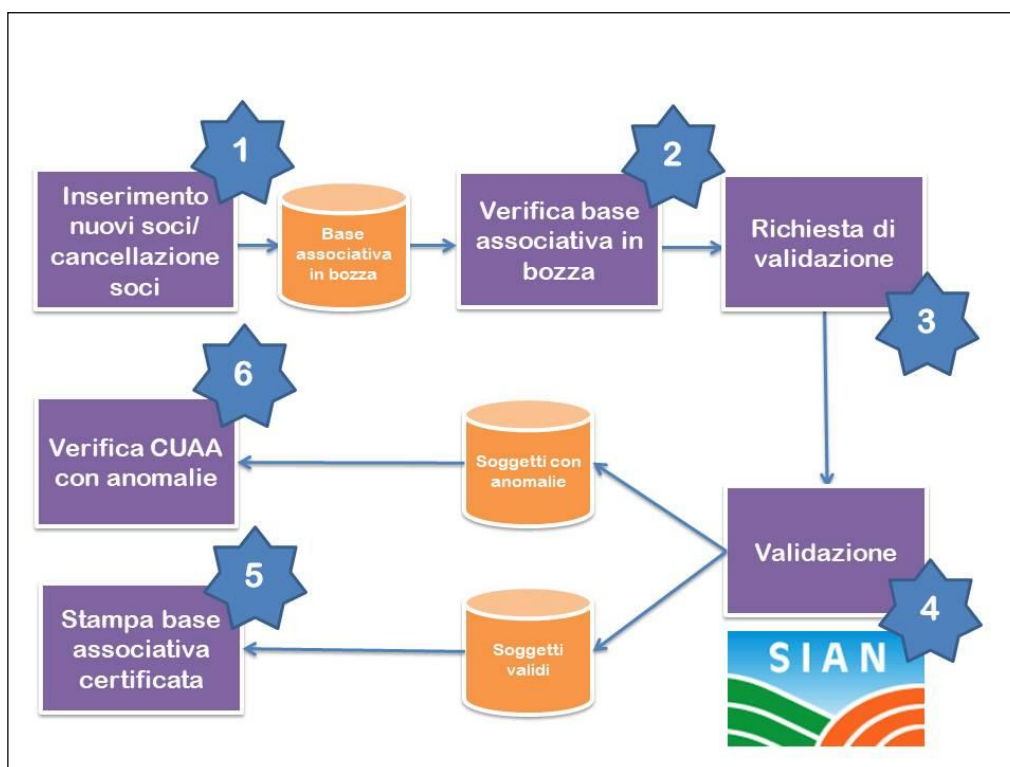 1
Inserimento
nuovi soci/
cancellazione
soci
Base
associativa
in bozza
2
Verifica base
associativa in
bozza
Richiesta di
validazione
3
6
Verifica CUAA
con anomalie
Soggetti con
anomalie
Validazione
4
5
Stampa base
associativa
certificata
Soggetti
validi
SIAN